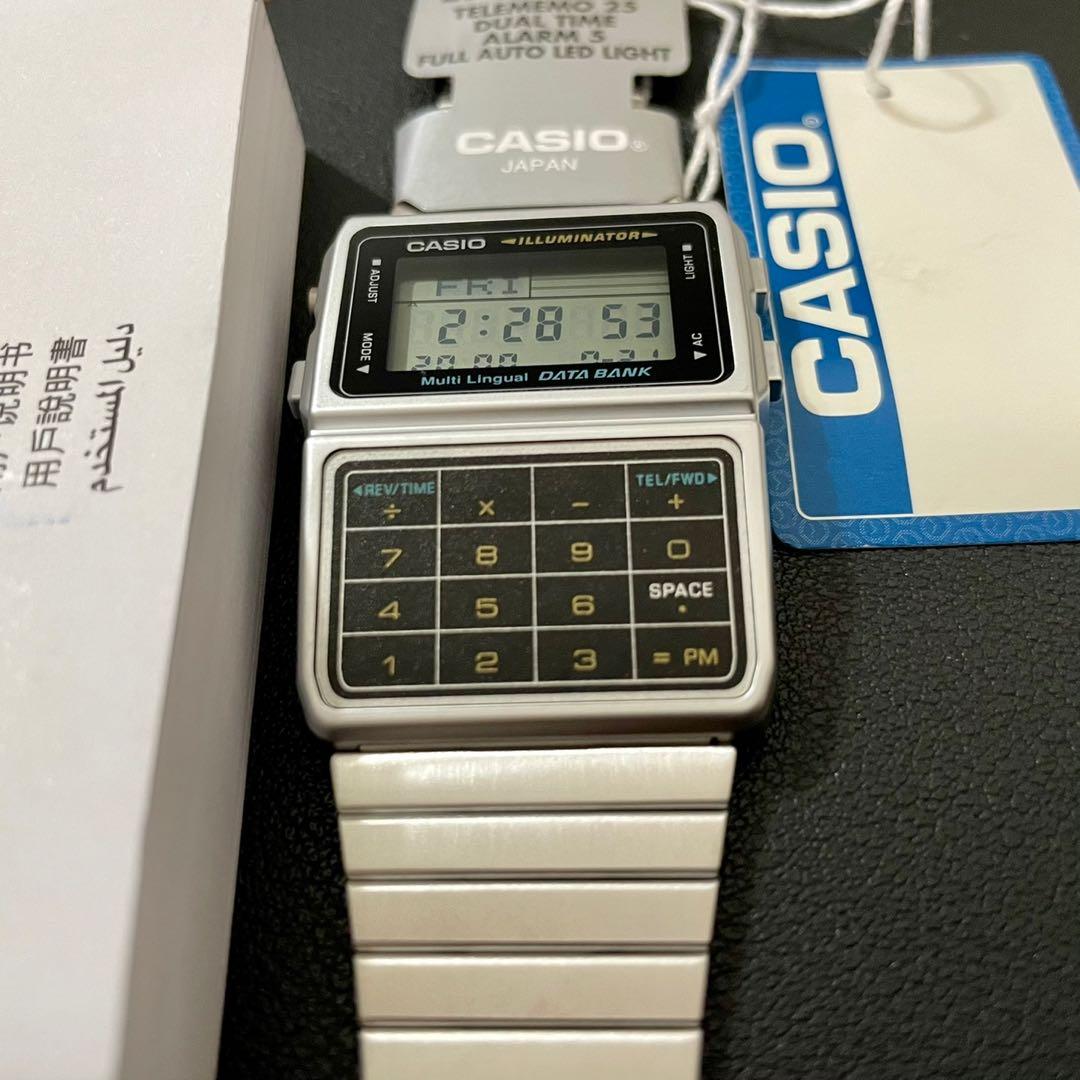 TELEMEMO 25
DUAL TIME
ALARM 5
FULL AUTO LED LIGHT
CASIO®
JAPAN
CASIO ILLUMINATOR
ADJUST
LIGHT
MODE
AC
FRI
2:28 53
Multi Lingual DATA BANK
REV/TIME
TEL/FWD
÷ × − +
7 8 9 0
4 5 6 SPACE .
1 2 3 = PM
CASIO®
用戶說明書
دليل المستخدم